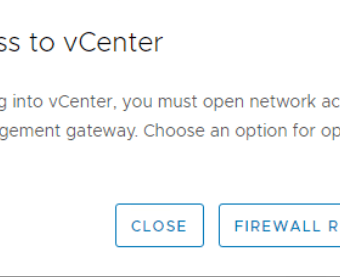 ss to vCenter
g into vCenter, you must open network ac
gement gateway. Choose an option for op
CLOSE FIREWALL R